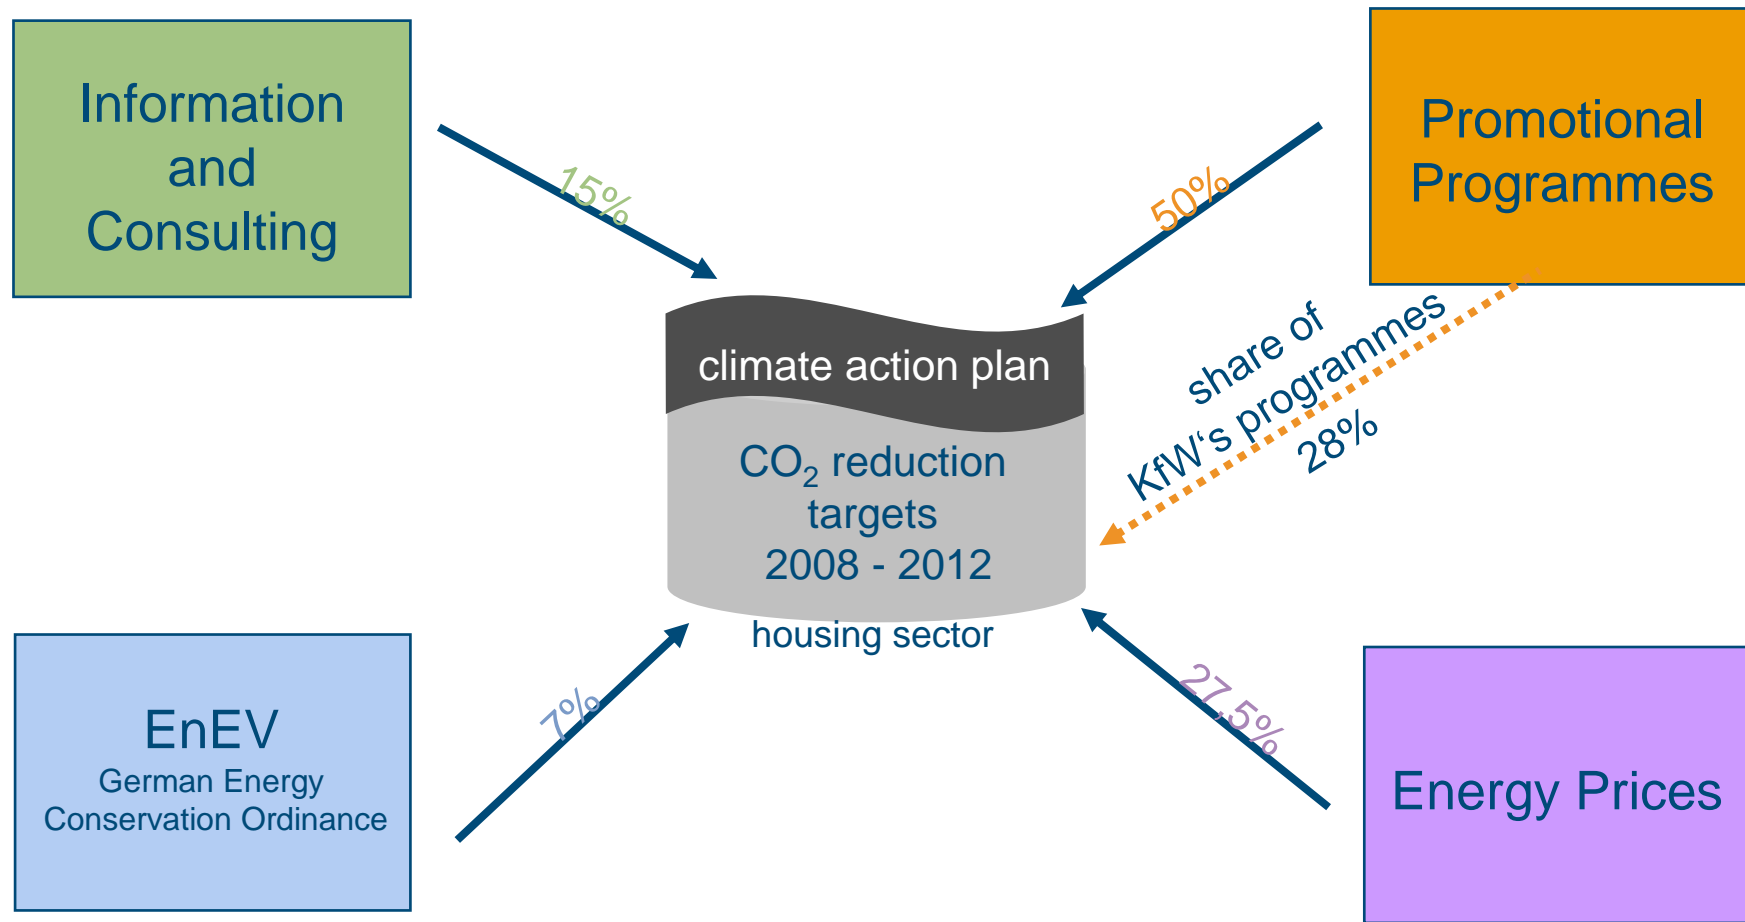 Information
and
Consulting
15%
50%
Promotional
Programmes
climate action plan
share of
KfW‘s programmes
28%
CO₂ reduction
targets
2008 - 2012
housing sector
EnEV
German Energy
Conservation Ordinance
7%
27,5%
Energy Prices